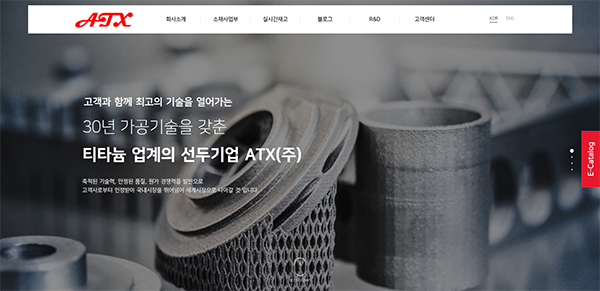 ATX
회사소개 소재사업부 실시간재고 블로그 R&D 고객센터 KOR ENG
고객과 함께 최고의 기술을 열어가는
30년 가공기술을 갖춘
티타늄 업계의 선두기업 ATX(주)
축적된 기술력, 안정된 품질, 원가 경쟁력을 발판으로
고객사로부터 인정받아 국내시장을 뛰어넘어 세계시장으로 나아갈 것 입니다.
E-Catalog